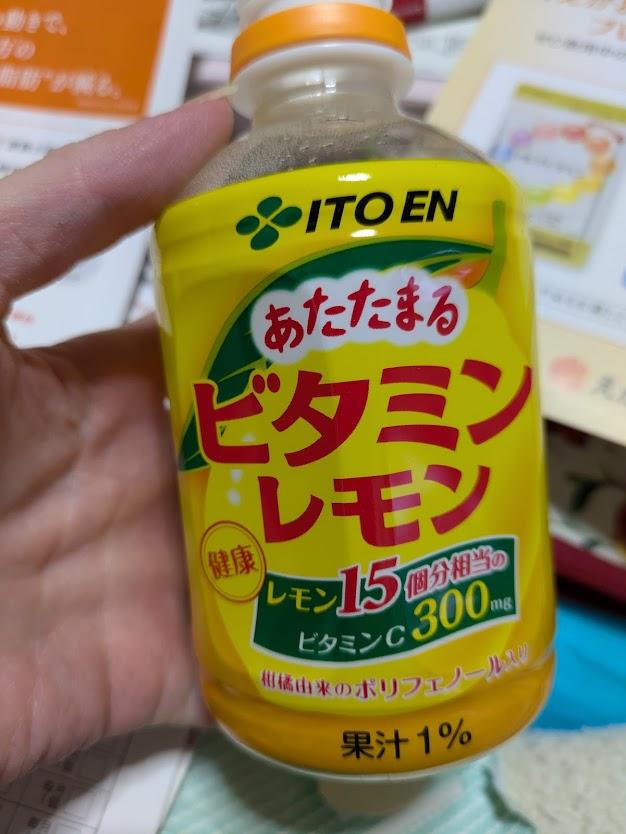 ITO EN
あたたまる
ビタミン
レモン
健康
レモン15個分相当の
ビタミンC 300mg
柑橘由来のポリフェノール入り
果汁1%